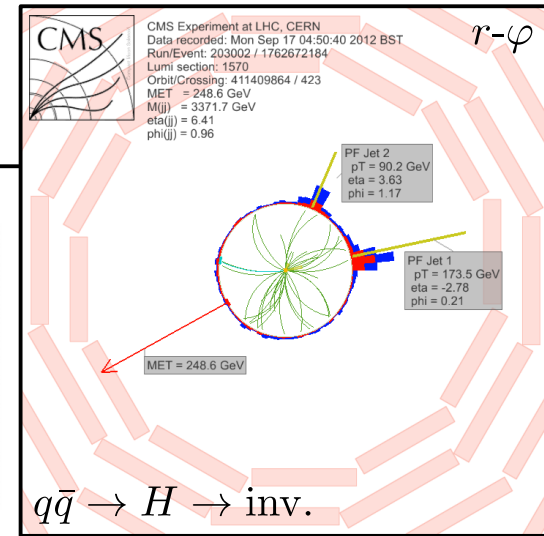 CMS
CMS Experiment at LHC, CERN
Data recorded: Mon Sep 17 04:50:40 2012 BST
Run/Event: 203002 / 1762672184
Lumi section: 1570
Orbit/Crossing: 411409864 / 423
MET = 248.6 GeV
M(jj) = 3371.7 GeV
eta(jj) = 6.41
phi(jj) = 0.96
r-φ
PF Jet 2
pT = 90.2 GeV
eta = 3.63
phi = 1.17
PF Jet 1
pT = 173.5 GeV
eta = -2.78
phi = 0.21
MET = 248.6 GeV
qq̄ → H → inv.